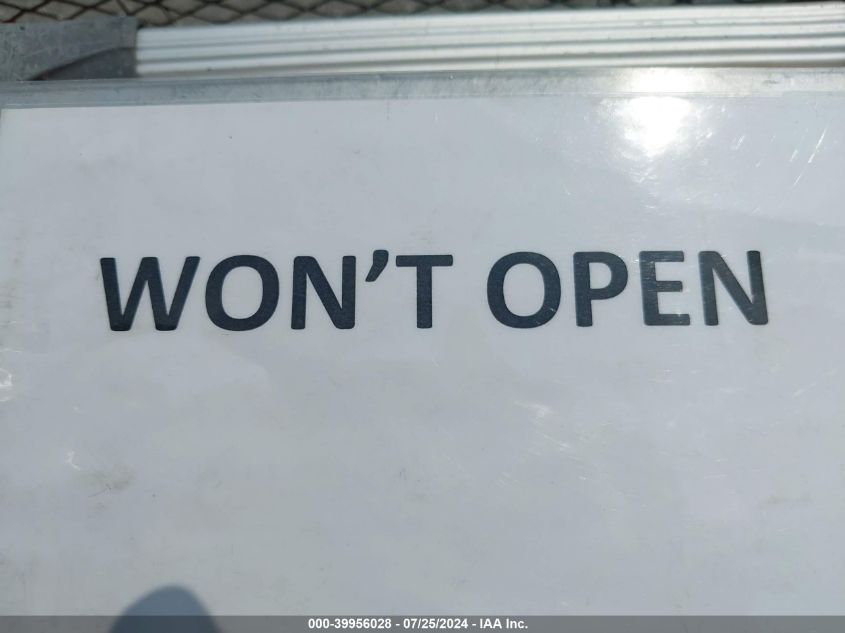 WON’T OPEN
000-39956028 - 07/25/2024 - IAA Inc.